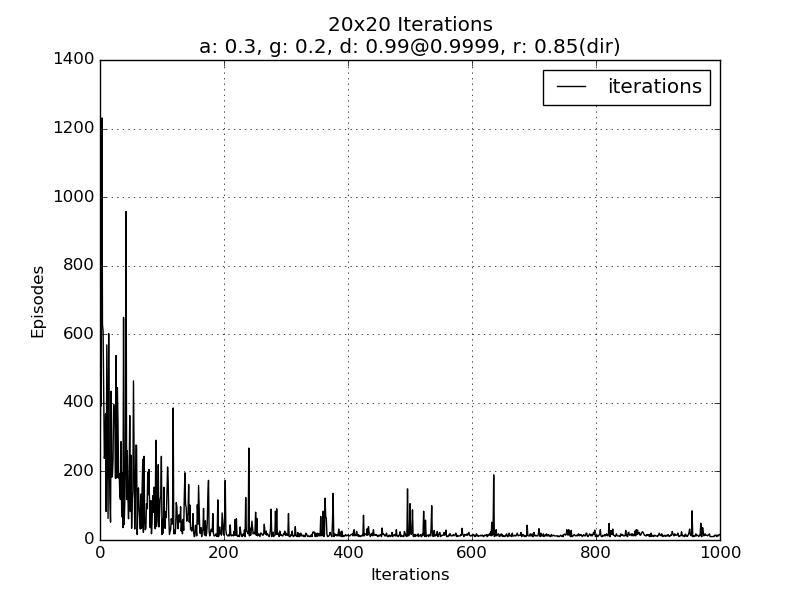 20x20 Iterations
a: 0.3, g: 0.2, d: 0.99@0.9999, r: 0.85(dir)
1400
iterations
1200
1000
800
600
400
200
0
Episodes
0 200 400 600 800 1000
Iterations